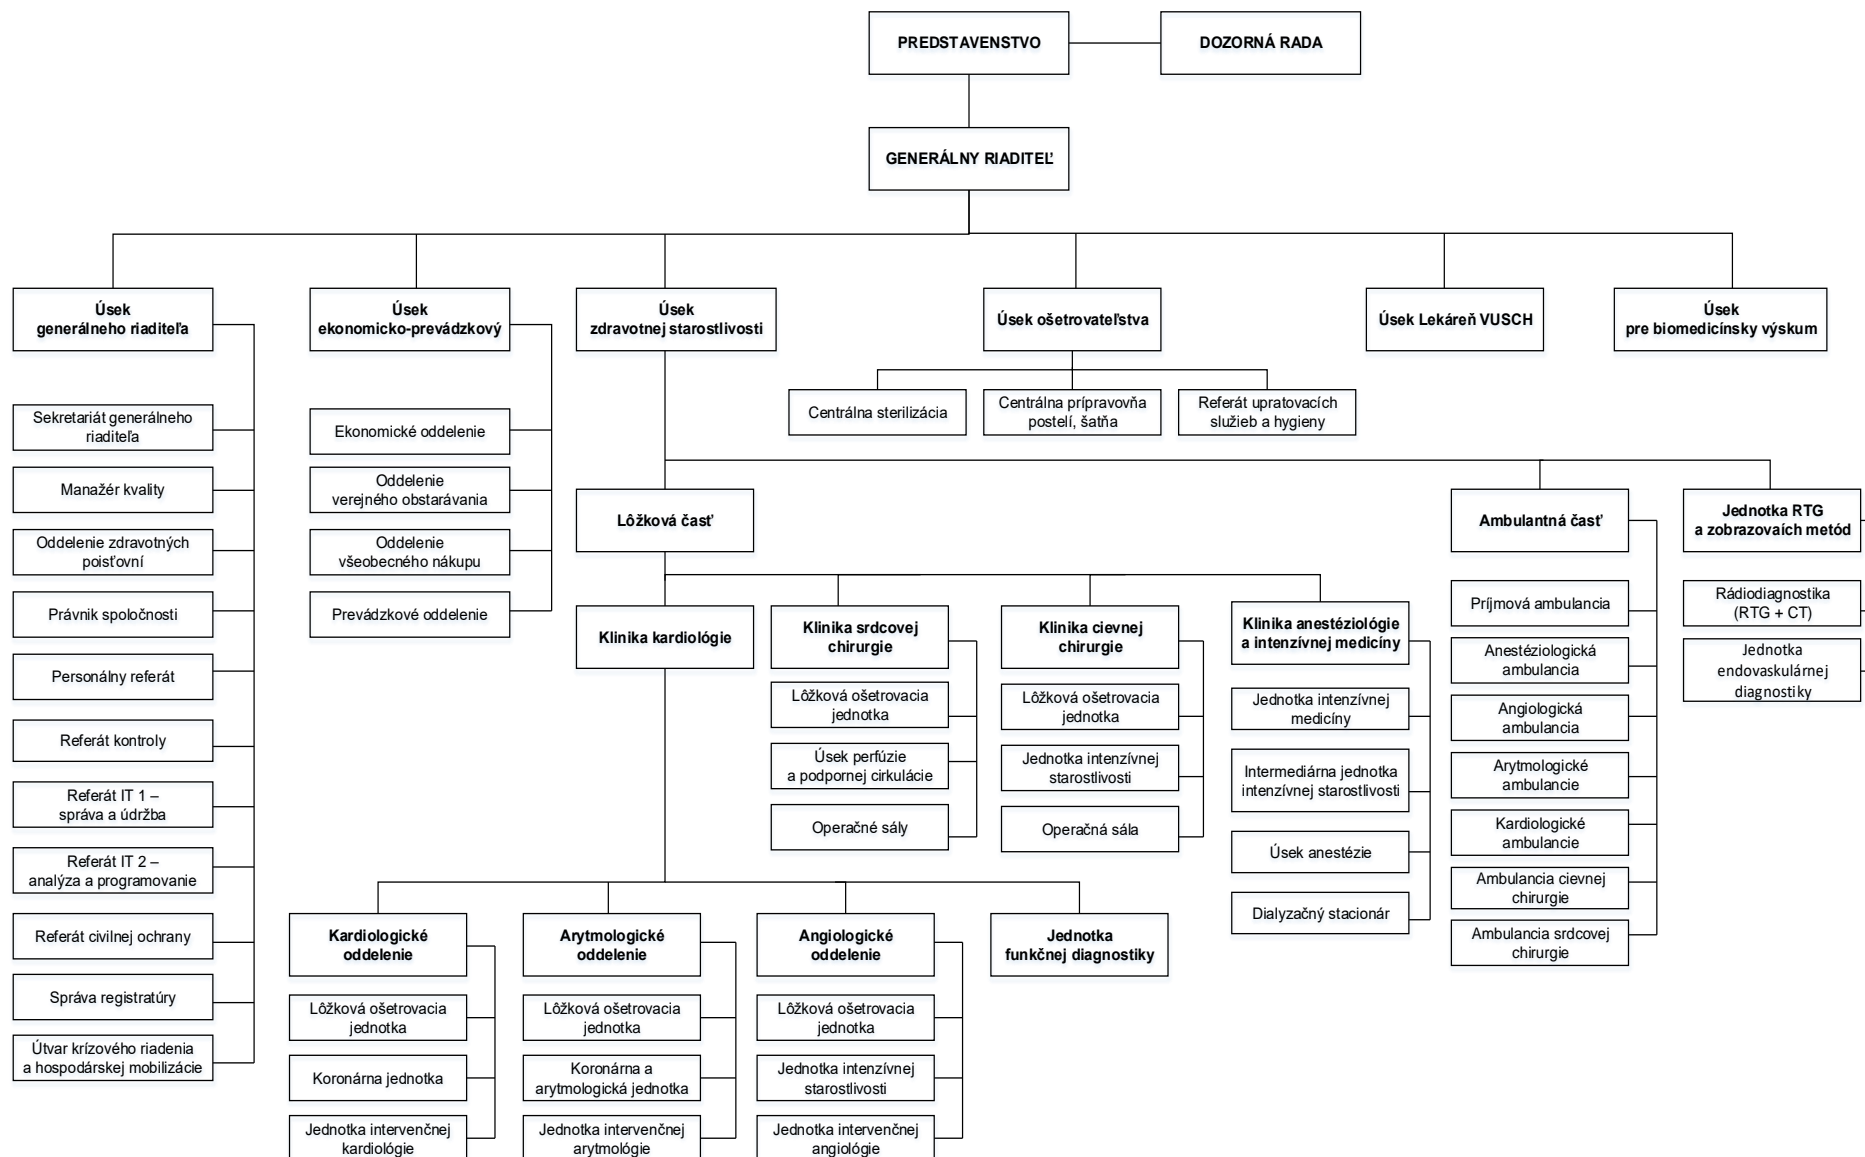 PREDSTAVENSTVO
DOZORNÁ RADA
GENERÁLNY RIADITEĽ
Úsek
generálneho riaditeľa
Úsek
ekonomicko-prevádzkový
Úsek
zdravotnej starostlivosti
Úsek ošetrovateľstva
Úsek Lekáreň VUSCH
Úsek
pre biomedicínsky výskum
Sekretariát generálneho
riaditeľa
Manažér kvality
Oddelenie zdravotných
poisťovní
Právnik spoločnosti
Personálny referát
Referát kontroly
Referát IT 1 –
správa a údržba
Referát IT 2 –
analýza a programovanie
Referát civilnej ochrany
Správa registratúry
Útvar krízového riadenia
a hospodárskej mobilizácie
Ekonomické oddelenie
Oddelenie
verejného obstarávania
Oddelenie
všeobecného nákupu
Prevádzkové oddelenie
Centrálna sterilizácia
Centrálna prípravovňa
postelí, šatňa
Referát upratovacích
služieb a hygieny
Lôžková časť
Ambulantná časť
Jednotka RTG
a zobrazovaích metód
Klinika kardiológie
Klinika srdcovej
chirurgie
Lôžková ošetrovacia
jednotka
Úsek perfúzie
a podpornej cirkulácie
Operačné sály
Klinika cievnej
chirurgie
Lôžková ošetrovacia
jednotka
Jednotka intenzívnej
starostlivosti
Operačná sála
Klinika anestéziológie
a intenzívnej medicíny
Jednotka intenzívnej
medicíny
Intermediárna jednotka
intenzívnej starostlivosti
Úsek anestézie
Dialyzačný stacionár
Príjmová ambulancia
Anestéziologická
ambulancia
Angiologická
ambulancia
Arytmologické
ambulancie
Kardiologické
ambulancie
Ambulancia cievnej
chirurgie
Ambulancia srdcovej
chirurgie
Rádiodiagnostika
(RTG + CT)
Jednotka
endovaskulárnej
diagnostiky
Kardiologické
oddelenie
Lôžková ošetrovacia
jednotka
Koronárna jednotka
Jednotka intervenčnej
kardiológie
Arytmologické
oddelenie
Lôžková ošetrovacia
jednotka
Koronárna a
arytmologická jednotka
Jednotka intervenčnej
arytmológie
Angiologické
oddelenie
Lôžková ošetrovacia
jednotka
Jednotka intenzívnej
starostlivosti
Jednotka intervenčnej
angiológie
Jednotka
funkčnej diagnostiky